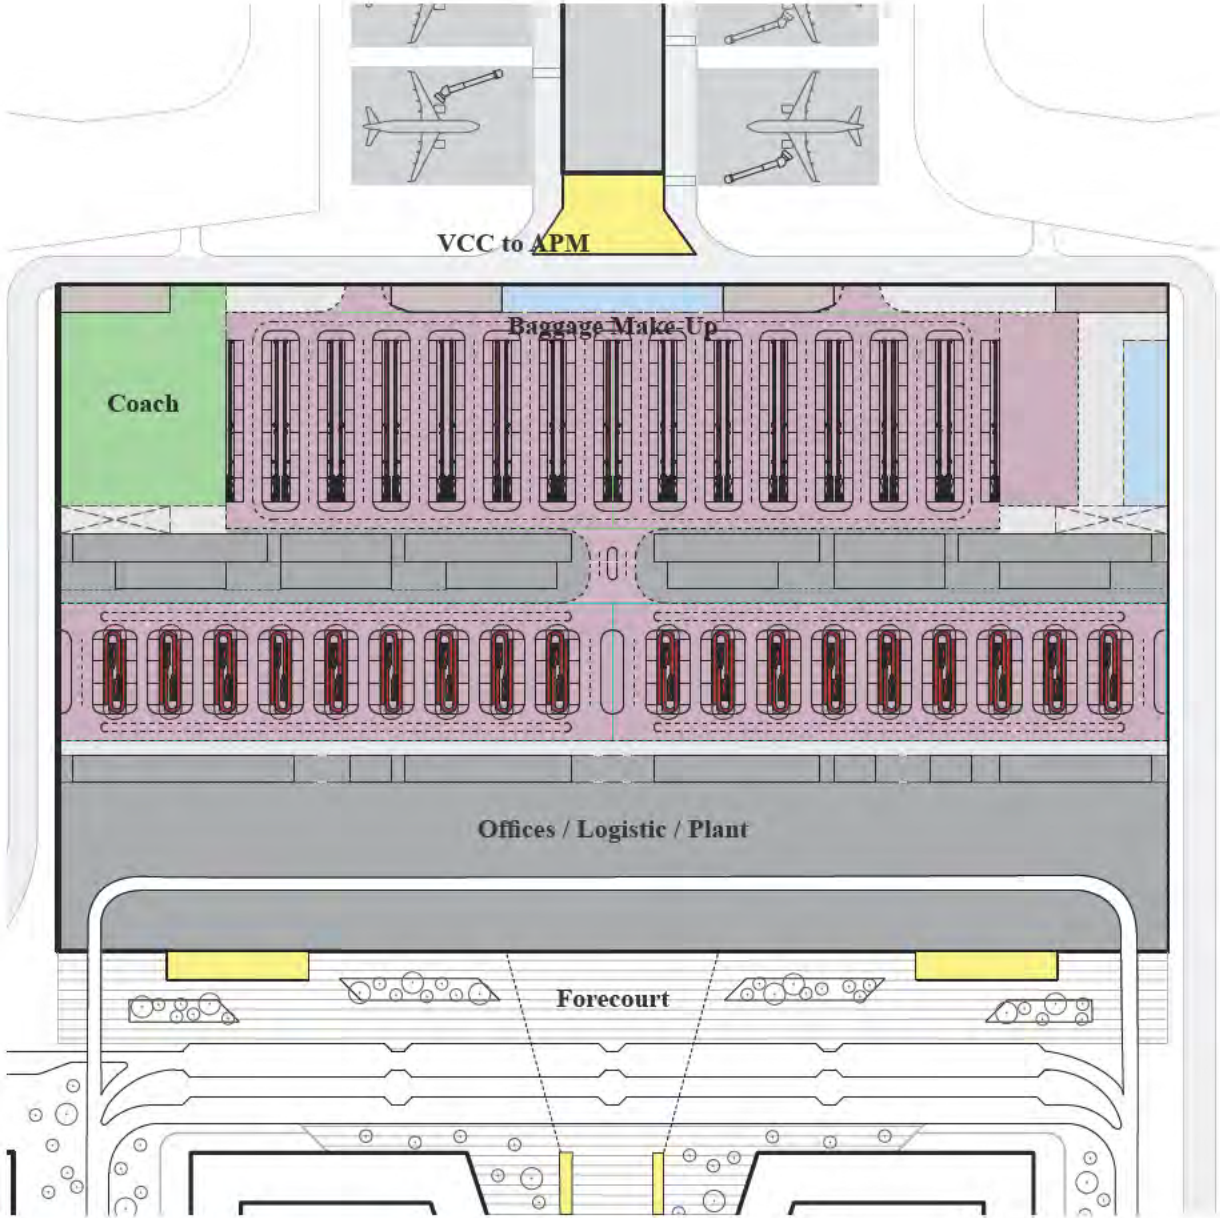 VCC to APM
Baggage Make-Up
Coach
Offices / Logistic / Plant
Forecourt